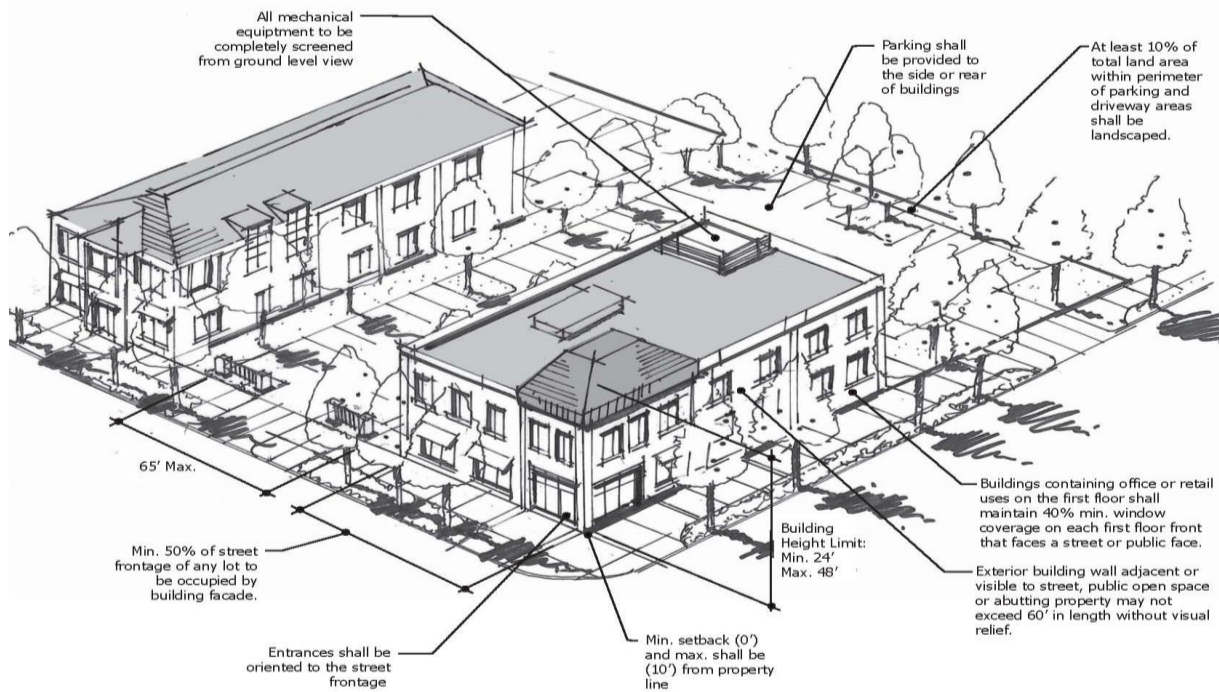 All mechanical
equiptment to be
completely screened
from ground level view
Parking shall
be provided to
the side or rear
of buildings
At least 10% of
total land area
within perimeter
of parking and
driveway areas
shall be
landscaped.
65' Max.
Min. 50% of street
frontage of any lot to
be occupied by
building facade.
Entrances shall be
oriented to the street
frontage
Min. setback (0')
and max. shall be
(10') from property
line
Building
Height Limit:
Min. 24'
Max. 48'
Buildings containing office or retail
uses on the first floor shall
maintain 40% min. window
coverage on each first floor front
that faces a street or public face.
Exterior building wall adjacent or
visible to street, public open space
or abutting property may not
exceed 60' in length without visual
relief.